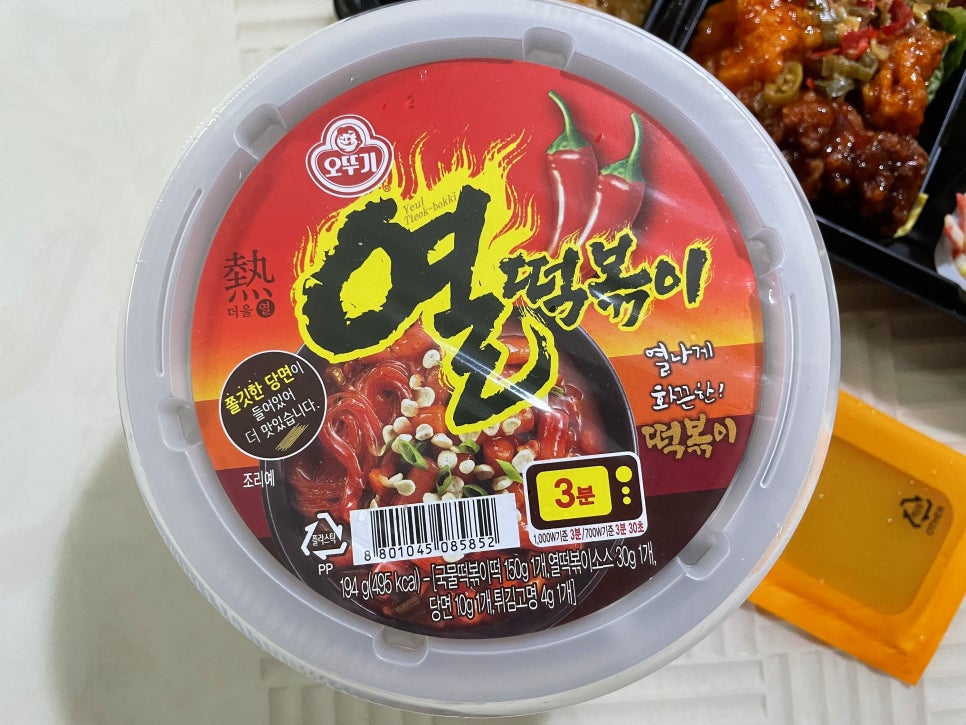 오뚜기
Yeul
Tteok-bokki
열떡볶이
熱
더울 열
열나게
화끈한!
떡볶이
쫄깃한 당면이
들어있어
더 맛있습니다.
조리예
3분
1,000W기준 3분/700W기준 3분 30초
플라스틱
PP
8 801045 085852
194 g(495 kcal) – [국물떡볶이떡 150g 1개, 열떡볶이소스 30g 1개,
당면 10g 1개, 튀김고명 4g 1개]
OTHER